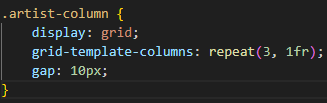 .artist-column {
    display: grid;
    grid-template-columns: repeat(3, 1fr);
    gap: 10px;
}